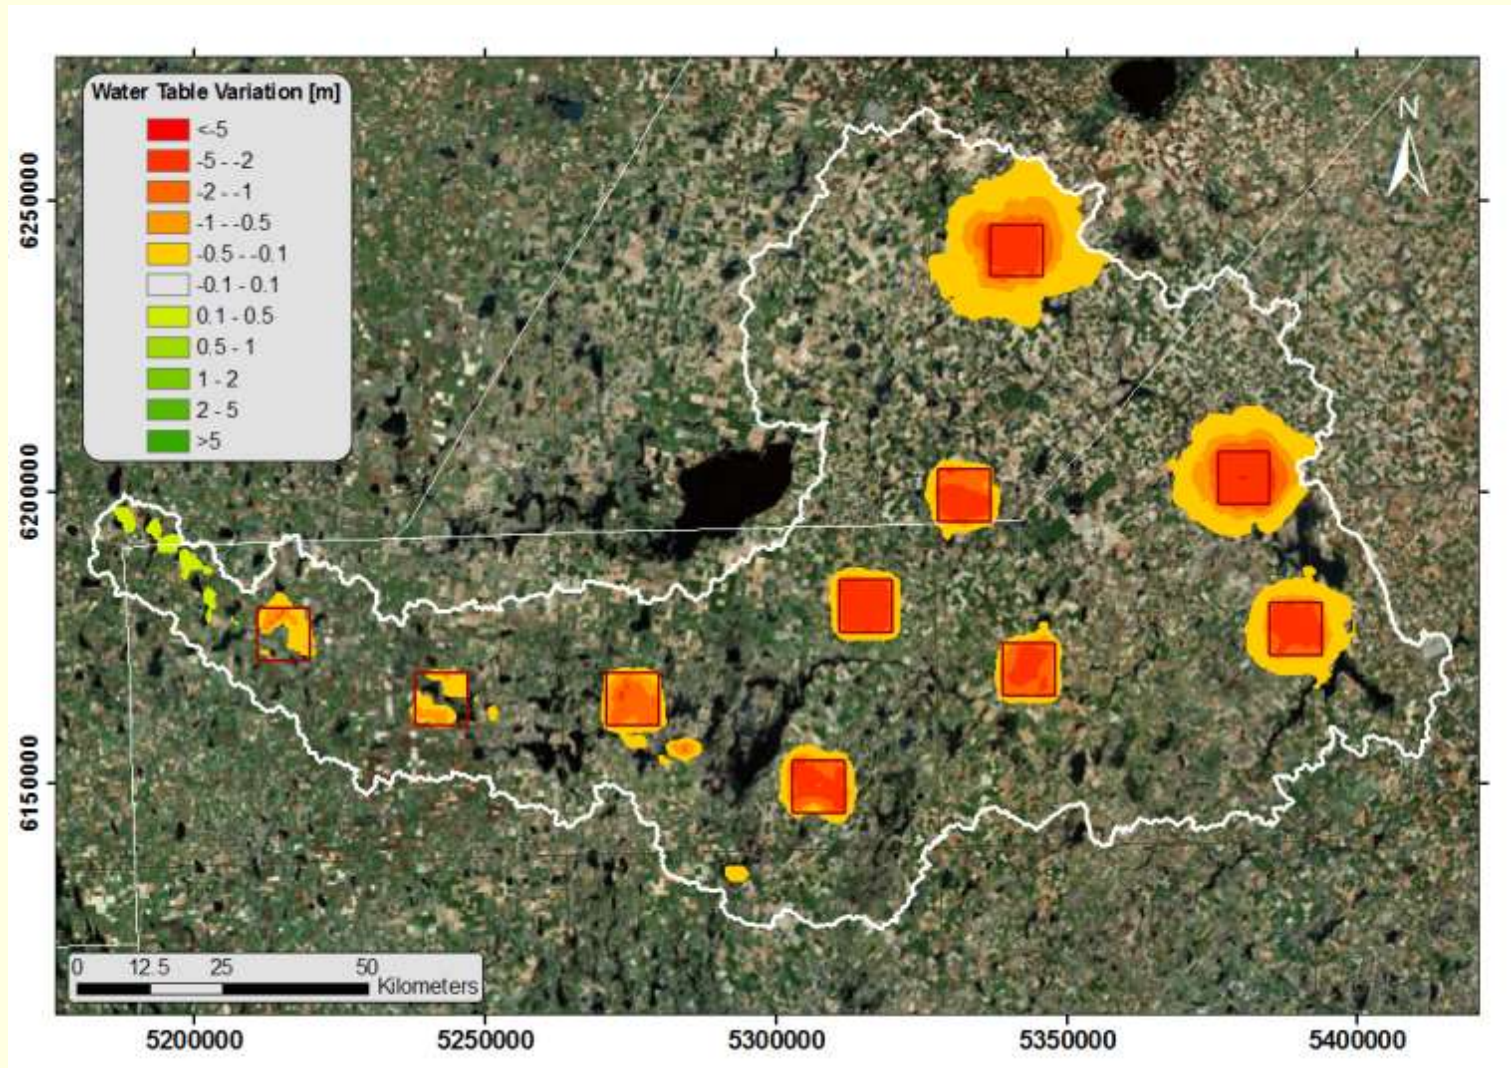 Water Table Variation [m]
<-5
-5 - -2
-2 - -1
-1 - -0.5
-0.5 - -0.1
-0.1 - 0.1
0.1 - 0.5
0.5 - 1
1 - 2
2 - 5
>5
N
6250000
6200000
6150000
0 12.5 25 50
Kilometers
5200000 5250000 5300000 5350000 5400000